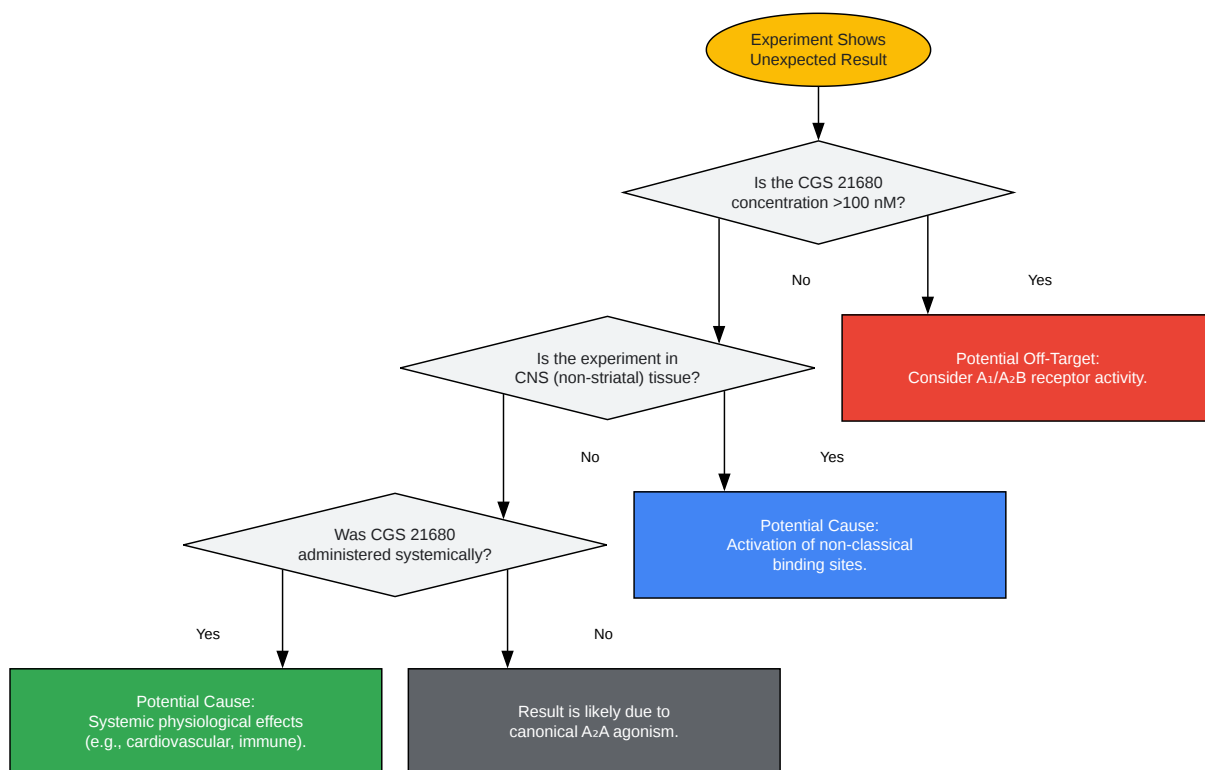 Experiment Shows
Unexpected Result
Is the CGS 21680
concentration >100 nM?
No
Yes
Is the experiment in
CNS (non-striatal) tissue?
Potential Off-Target:
Consider A₁/A₂B receptor activity.
No
Yes
Was CGS 21680
administered systemically?
Potential Cause:
Activation of non-classical
binding sites.
Yes
No
Potential Cause:
Systemic physiological effects
(e.g., cardiovascular, immune).
Result is likely due to
canonical A₂A agonism.